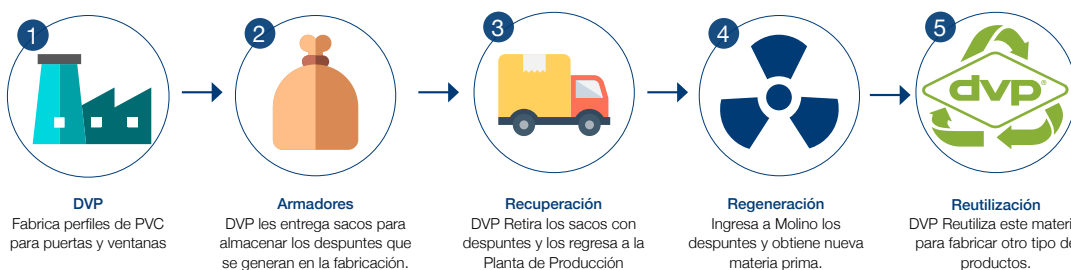 1
DVP
Fabrica perfiles de PVC
para puertas y ventanas
2
Armadores
DVP les entrega sacos para
almacenar los despuntes que
se generan en la fabricación.
3
Recuperación
DVP Retira los sacos con
despuntes y los regresa a la
Planta de Producción
4
Regeneración
Ingresa a Molino los
despuntes y obtiene nueva
materia prima.
5
dvp®
Reutilización
DVP Reutiliza este materi
para fabricar otro tipo de
productos.